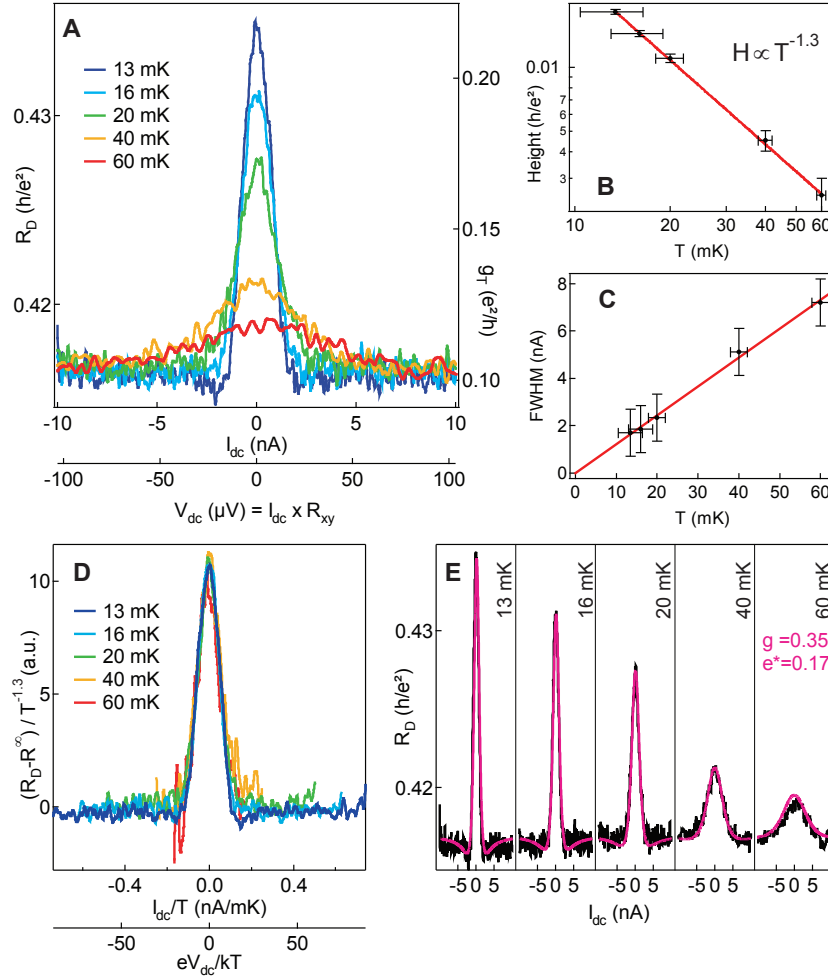 A
13 mK
16 mK
20 mK
40 mK
60 mK
R_D (h/e²)
0.43
0.42
0.20
0.15
0.10
g_T (e²/h)
-10 -5 0 5 10
I_dc (nA)
-100 -50 0 50 100
V_dc (µV) = I_dc x R_xy
B
H ∝ T^-1.3
Height (h/e²)
0.01
6
5
4
3
10 20 30 40 50 60
T (mK)
C
FWHM (nA)
8
6
4
2
0
0 10 20 30 40 50 60
T (mK)
D
13 mK
16 mK
20 mK
40 mK
60 mK
(R_D-R^∞) / T^-1.3 (a.u.)
10
5
0
-0.4 0.0 0.4
I_dc/T (nA/mK)
-50 0 50
eV_dc/kT
E
13 mK
16 mK
20 mK
40 mK
60 mK
g =0.35
e*=0.17
R_D (h/e²)
0.43
0.42
-5 0 5 -5 0 5 -5 0 5 -5 0 5 -5 0 5
I_dc (nA)